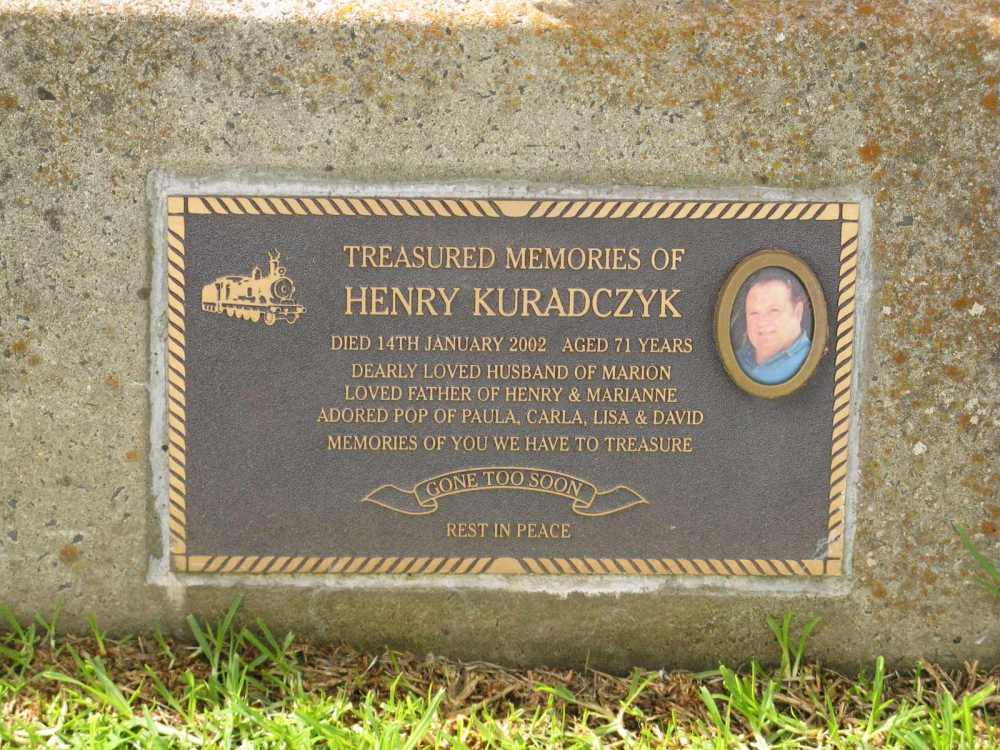 TREASURED MEMORIES OF
HENRY KURADCZYK
DIED 14TH JANUARY 2002 AGED 71 YEARS
DEARLY LOVED HUSBAND OF MARION
LOVED FATHER OF HENRY & MARIANNE
ADORED POP OF PAULA, CARLA, LISA & DAVID
MEMORIES OF YOU WE HAVE TO TREASURE
GONE TOO SOON
REST IN PEACE